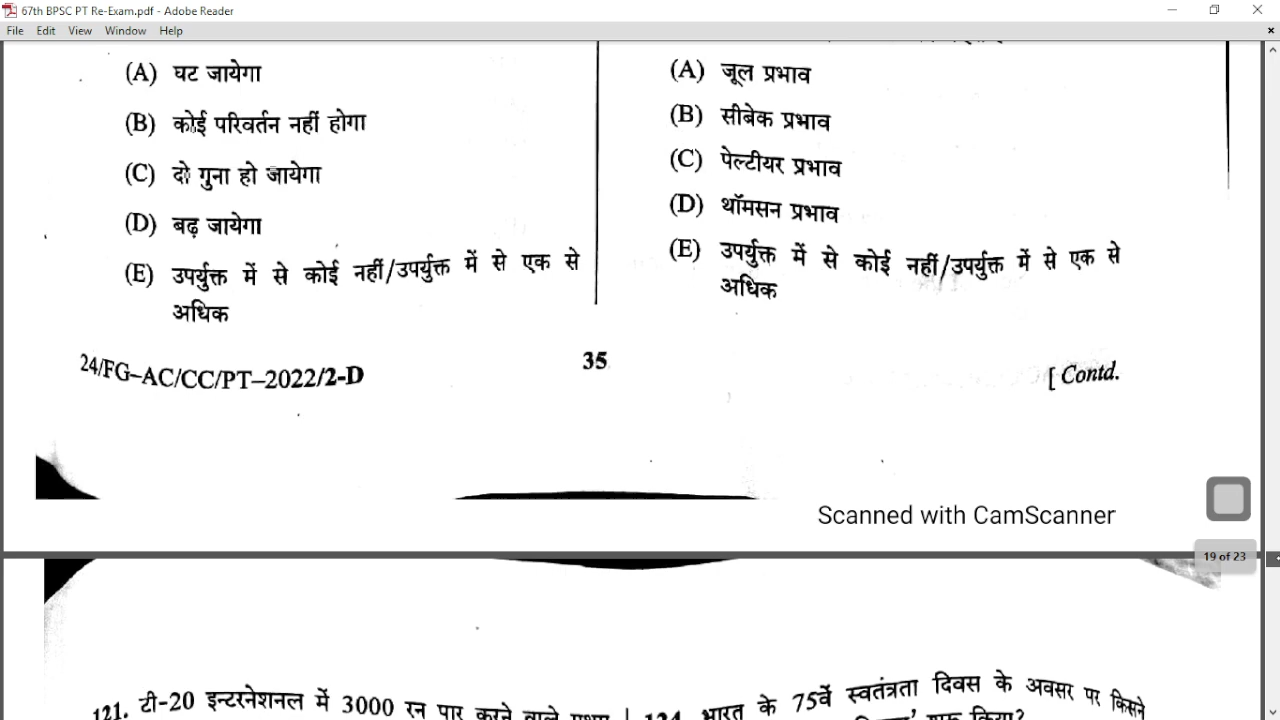 67th BPSC PT Re-Exam.pdf - Adobe Reader
File Edit View Window Help
(A) घट जायेगा
(B) कोई परिवर्तन नहीं होगा
(C) दो गुना हो जायेगा
(D) बढ़ जायेगा
(E) उपर्युक्त में से कोई नहीं/उपर्युक्त में से एक से
अधिक
(A) जूल प्रभाव
(B) सीबेक प्रभाव
(C) पेल्टीयर प्रभाव
(D) थॉमसन प्रभाव
(E) उपर्युक्त में से कोई नहीं/उपर्युक्त में से एक से
अधिक
24/FG–AC/CC/PT–2022/2-D
35
[ Contd.
Scanned with CamScanner
19 of 23
121. टी-20 इन्टरनेशनल में 3000 रन पार करने वाले प्रथम
124. भारत के 75वें स्वतंत्रता दिवस के अवसर पर किसने
शुरू किया?